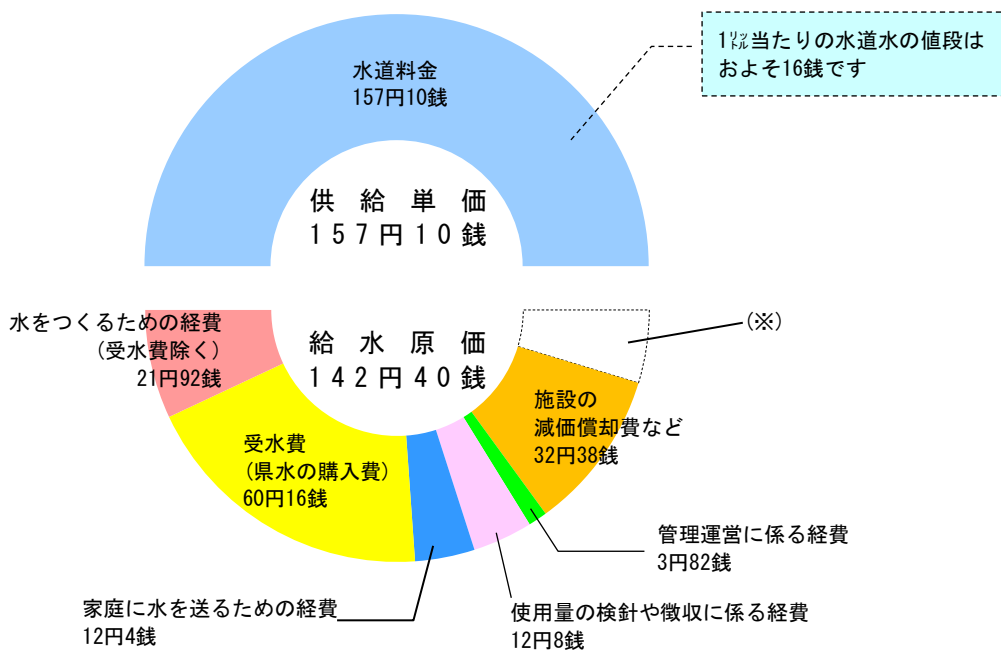 1㍑当たりの水道水の値段は
およそ16銭です
水道料金
157円10銭
供給単価
157円10銭
水をつくるための経費
(受水費除く)
21円92銭
給水原価
142円40銭
(※)
施設の
減価償却費など
32円38銭
受水費
(県水の購入費)
60円16銭
管理運営に係る経費
3円82銭
家庭に水を送るための経費
12円4銭
使用量の検針や徴収に係る経費
12円8銭